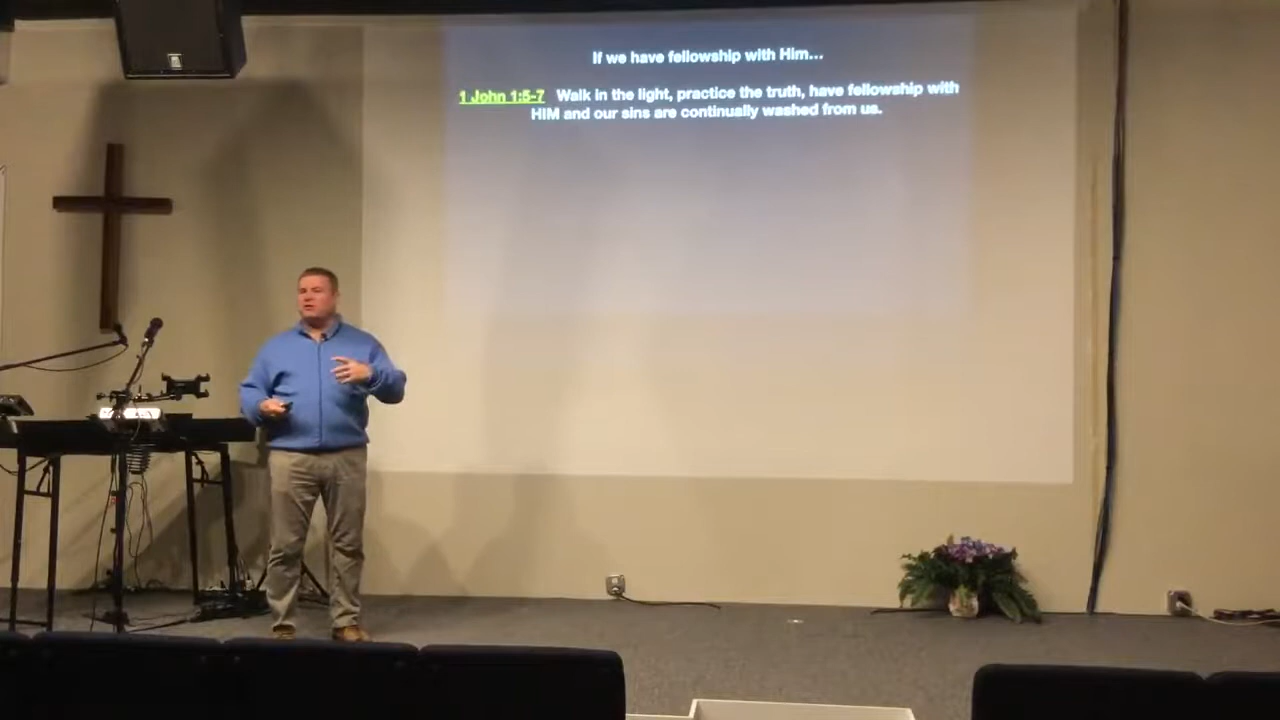 If we have fellowship with Him...
1 John 1:5-7 Walk in the light, practice the truth, have fellowship with
HIM and our sins are continually washed from us.